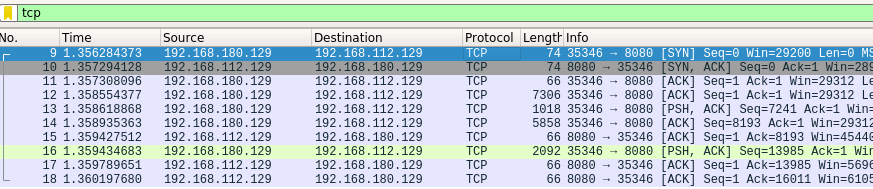 tcp
No. Time Source Destination Protocol Length Info
9 1.356284373 192.168.180.129 192.168.112.129 TCP 74 35346 → 8080 [SYN] Seq=0 Win=29200 Len=0 MS
10 1.357294128 192.168.112.129 192.168.180.129 TCP 74 8080 → 35346 [SYN, ACK] Seq=0 Ack=1 Win=289
11 1.357308096 192.168.180.129 192.168.112.129 TCP 66 35346 → 8080 [ACK] Seq=1 Ack=1 Win=29312 Le
12 1.358554377 192.168.180.129 192.168.112.129 TCP 7306 35346 → 8080 [ACK] Seq=1 Ack=1 Win=29312 Le
13 1.358618868 192.168.180.129 192.168.112.129 TCP 1018 35346 → 8080 [PSH, ACK] Seq=7241 Ack=1 Win=
14 1.358935363 192.168.180.129 192.168.112.129 TCP 5858 35346 → 8080 [ACK] Seq=8193 Ack=1 Win=29312
15 1.359427512 192.168.112.129 192.168.180.129 TCP 66 8080 → 35346 [ACK] Seq=1 Ack=8193 Win=45440
16 1.359434683 192.168.180.129 192.168.112.129 TCP 2092 35346 → 8080 [PSH, ACK] Seq=13985 Ack=1 Win
17 1.359789651 192.168.112.129 192.168.180.129 TCP 66 8080 → 35346 [ACK] Seq=1 Ack=13985 Win=5696
18 1.360197680 192.168.112.129 192.168.180.129 TCP 66 8080 → 35346 [ACK] Seq=1 Ack=16011 Win=6105